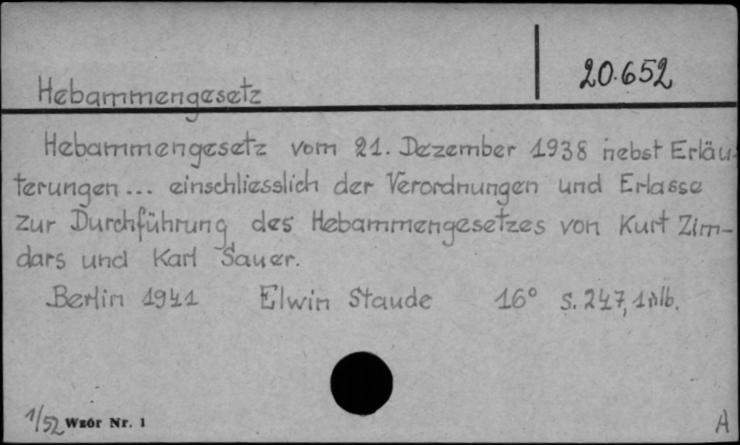 20.652
Hebammengesetz
Hebammengesetz vom 21. Dezember 1938 nebst Erläu-
terungen... einschliesslich der Verordnungen und Erlasse
zur Durchführung des Hebammengesetzes von Kurt Zim-
dars und Karl Sauer.
Berlin 1941 Elwin Staude 16° S. 247,
1/52 Wzór Nr. 1
A